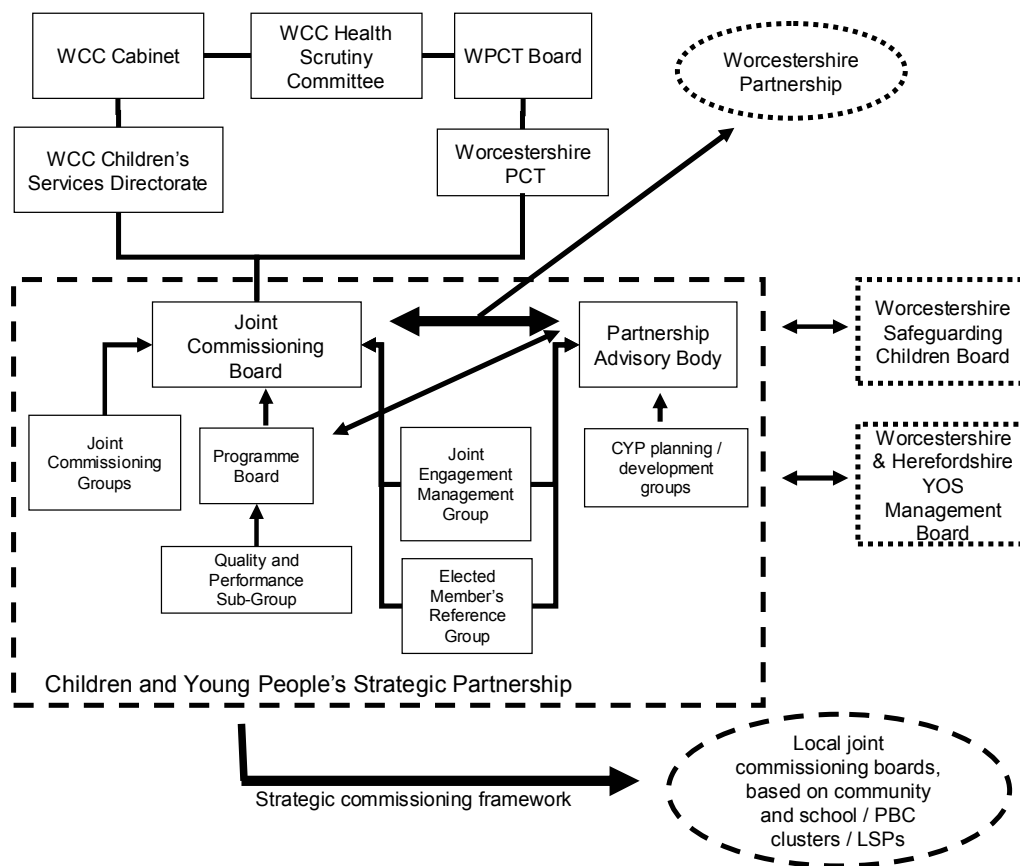 WCC Cabinet
WCC Health
Scrutiny
Committee
WPCT Board
Worcestershire
Partnership
WCC Children's
Services Directorate
Worcestershire
PCT
Joint
Commissioning
Board
Partnership
Advisory Body
Worcestershire
Safeguarding
Children Board
Joint
Commissioning
Groups
Programme
Board
Joint
Engagement
Management
Group
CYP planning /
development
groups
Worcestershire
& Herefordshire
YOS
Management
Board
Quality and
Performance
Sub-Group
Elected
Member's
Reference
Group
Children and Young People's Strategic Partnership
Strategic commissioning framework
Local joint
commissioning boards,
based on community
and school / PBC
clusters / LSPs